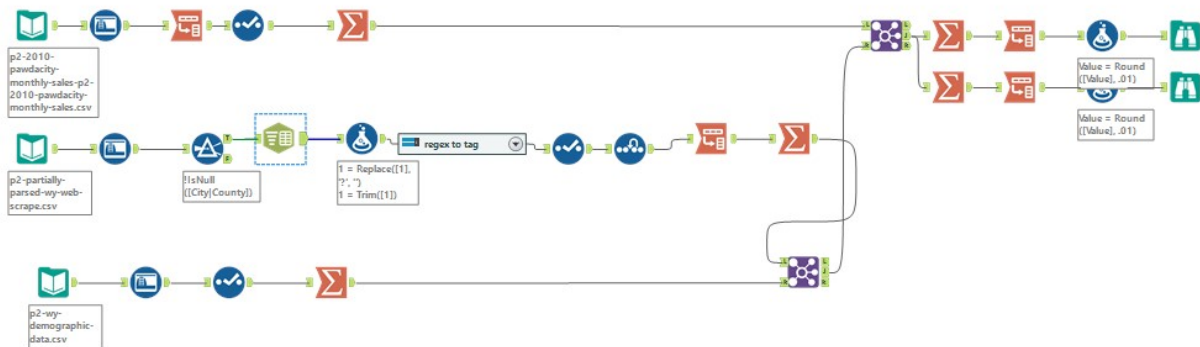 p2-2010-
pawdacity-
monthly-sales-p2-
2010-pawdacity-
monthly-sales.csv
Value = Round
([Value], .01)
Value = Round
([Value], .01)
p2-partially-
parsed-wy-web-
scrape.csv
T
F
!IsNull
([City|County])
1 = Replace([1],
'?', '')
1 = Trim([1])
regex to tag
L
J
R
L
J
R
p2-wy-
demographic-
data.csv